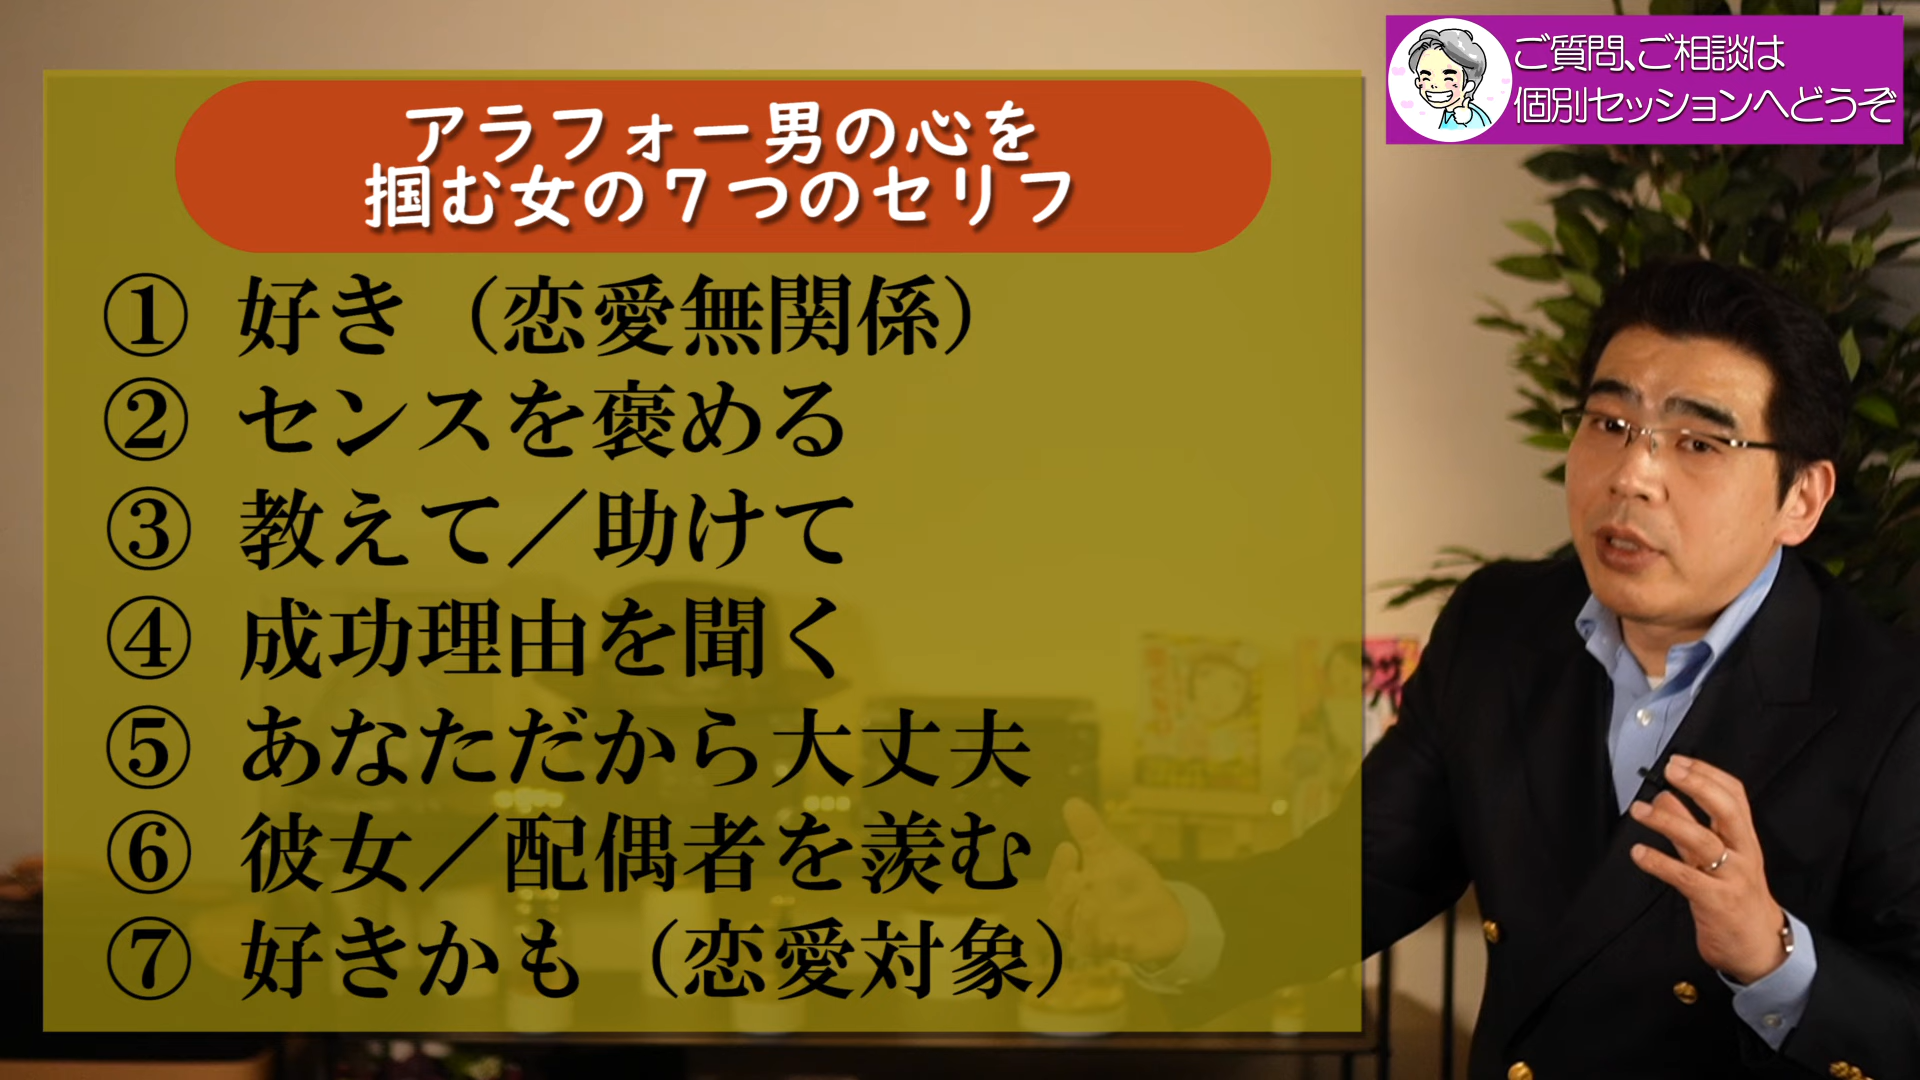 アラフォー男の心を
掴む女の７つのセリフ
① 好き（恋愛無関係）
② センスを褒める
③ 教えて／助けて
④ 成功理由を聞く
⑤ あなただから大丈夫
⑥ 彼女／配偶者を羨む
⑦ 好きかも（恋愛対象）
ご質問、ご相談は
個別セッションへどうぞ